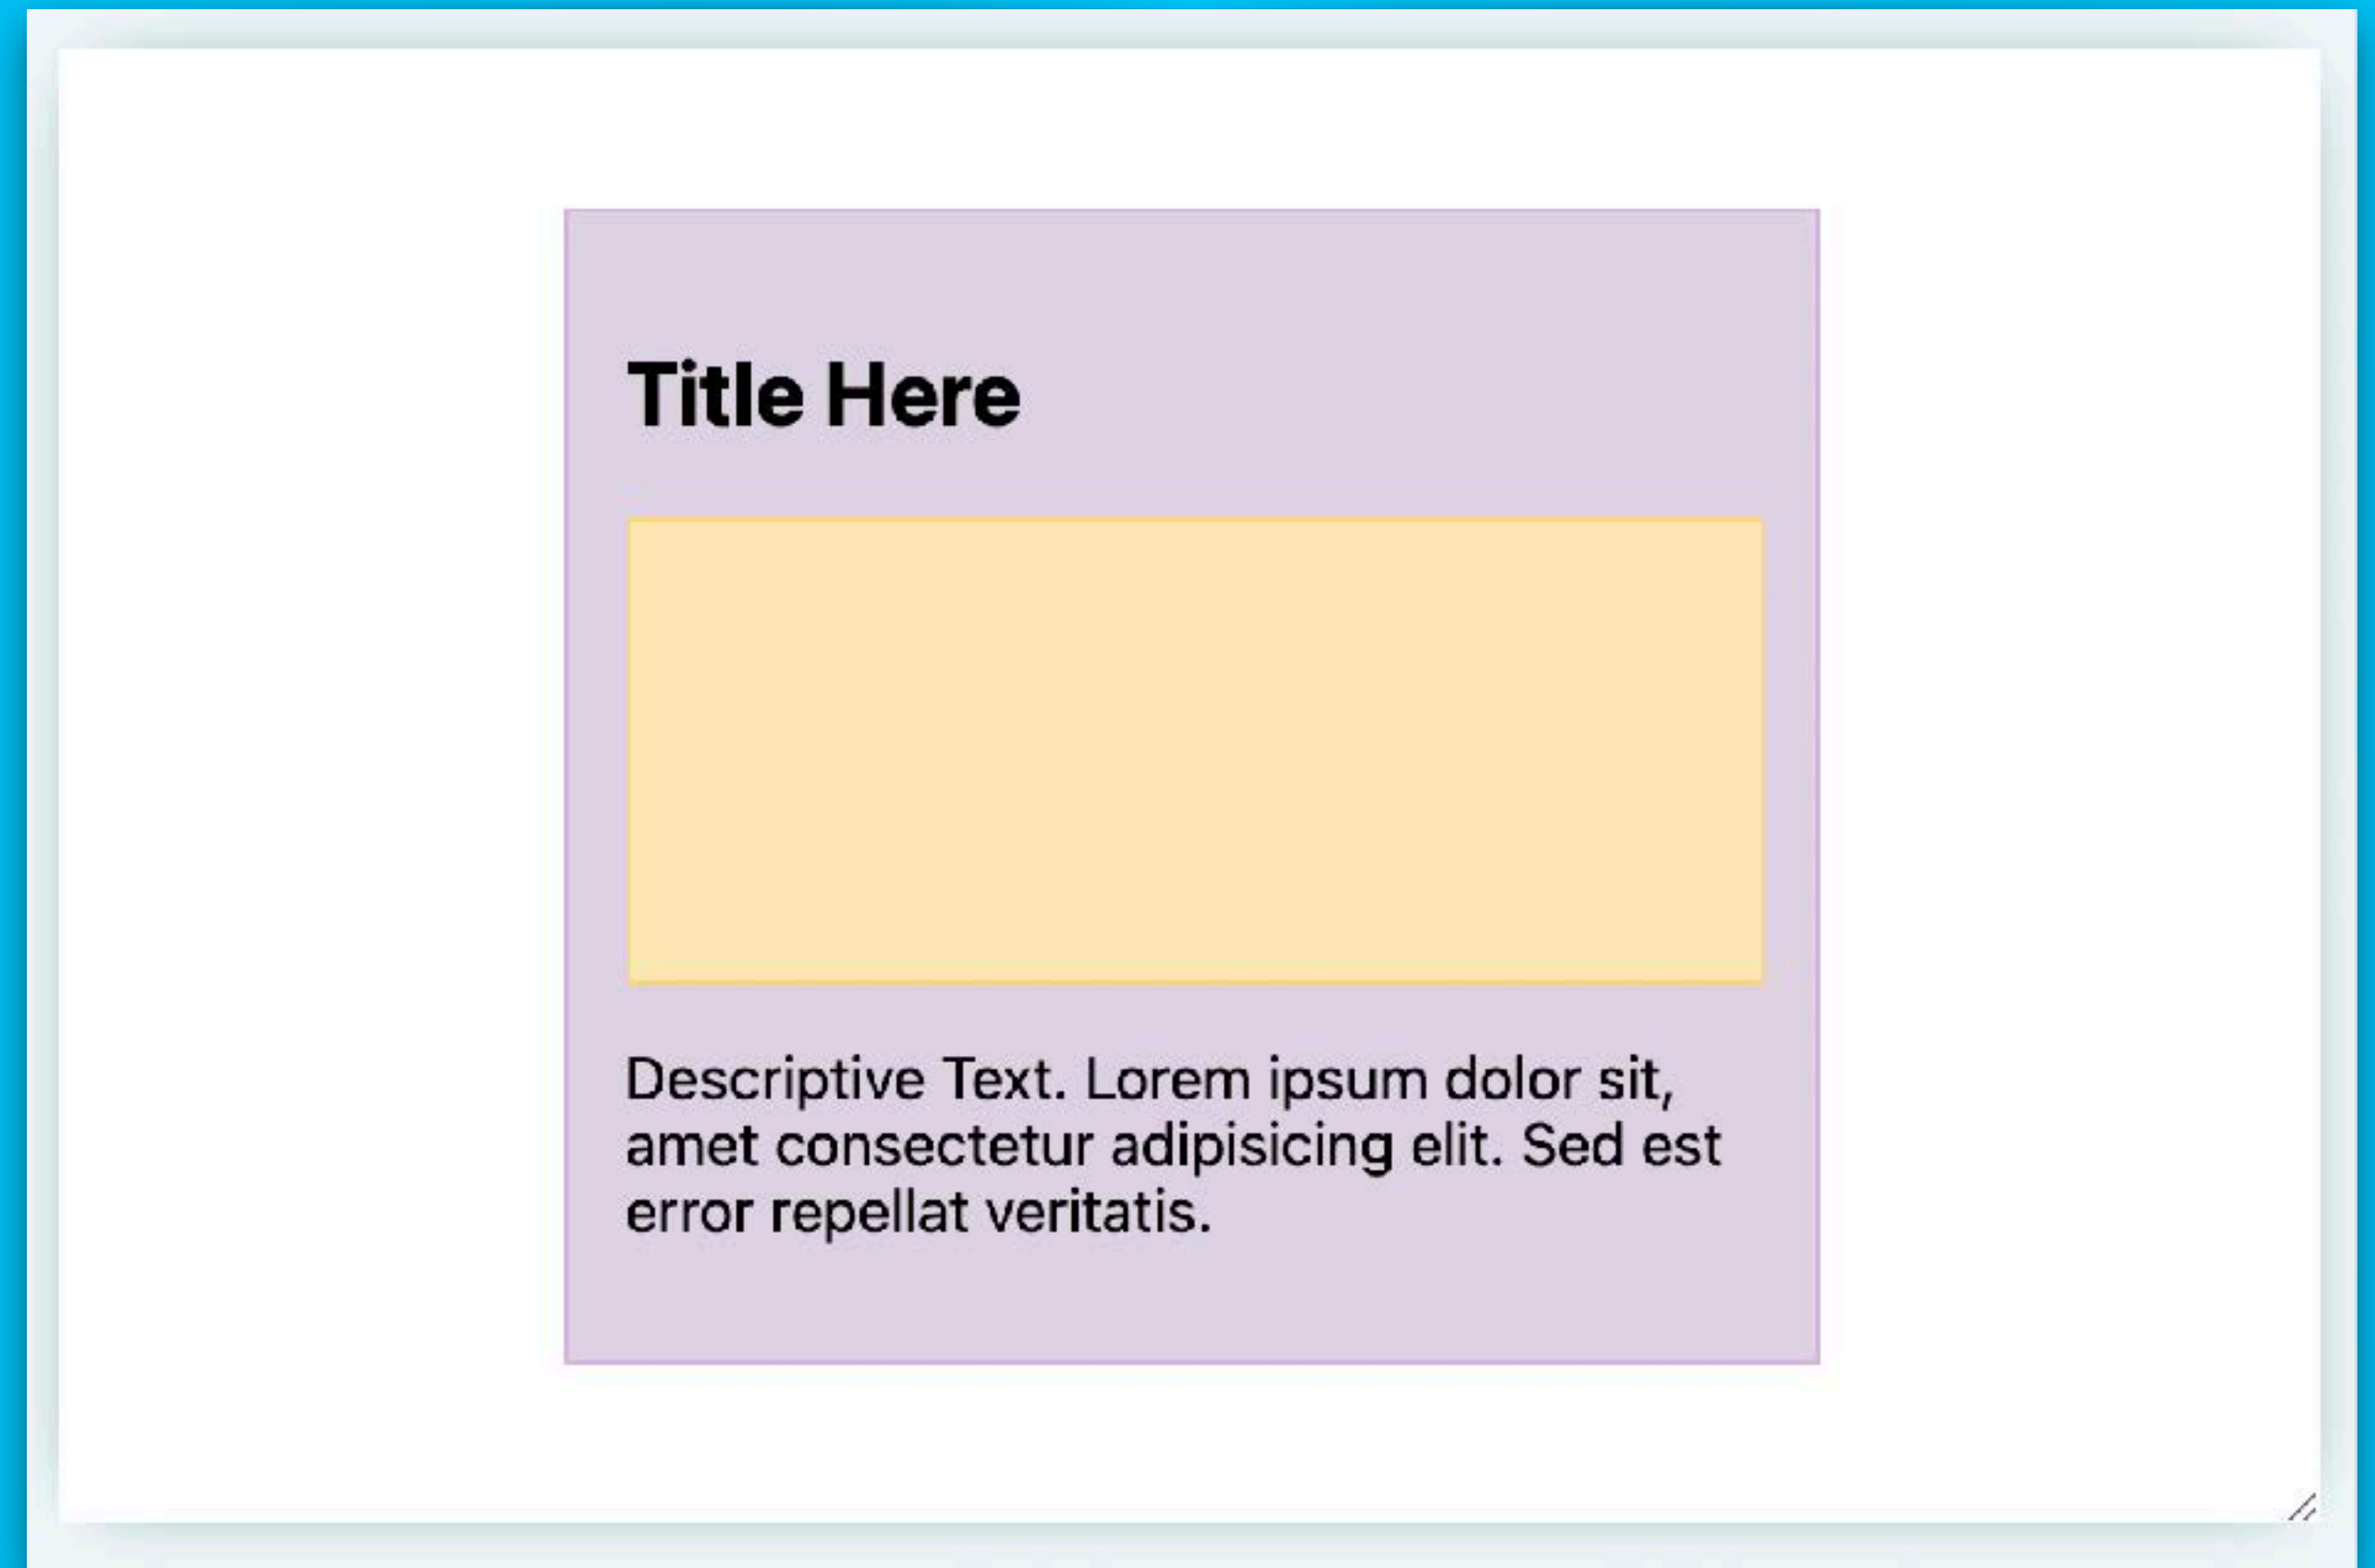 Title Here
Descriptive Text. Lorem ipsum dolor sit,
amet consectetur adipisicing elit. Sed est
error repellat veritatis.